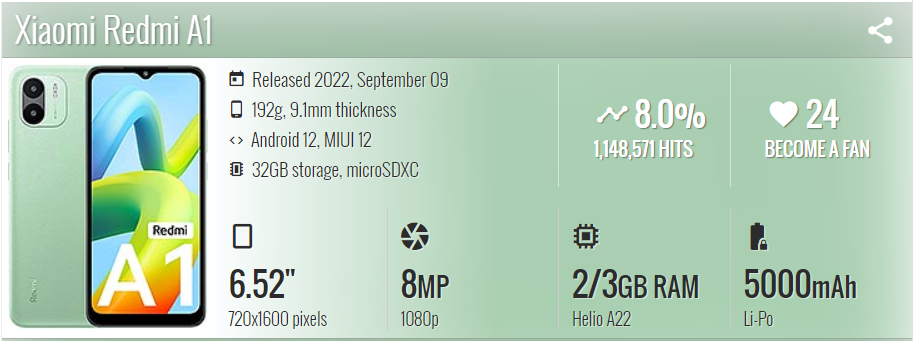 Xiaomi Redmi A1
Released 2022, September 09
192g, 9.1mm thickness
Android 12, MIUI 12
32GB storage, microSDXC
8.0%
1,148,571 HITS
24
BECOME A FAN
Redmi
A1
Redmi
6.52"
720x1600 pixels
8MP
1080p
2/3GB RAM
Helio A22
5000mAh
Li-Po